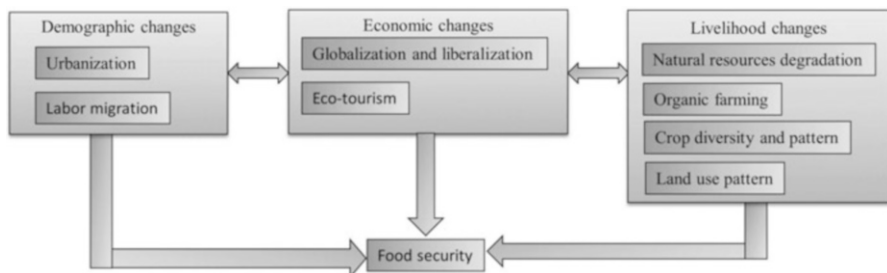 Demographic changes
Urbanization
Labor migration
Economic changes
Globalization and liberalization
Eco-tourism
Livelihood changes
Natural resources degradation
Organic farming
Crop diversity and pattern
Land use pattern
Food security